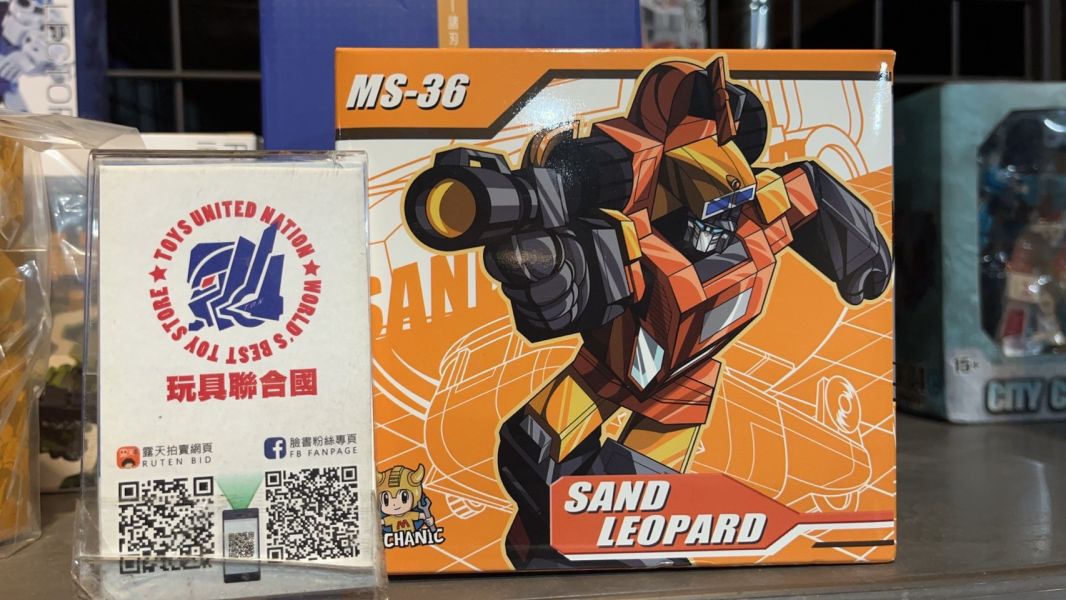 MS-36
SAN
SAND
LEOPARD
CHANIC
TOYS UNITED NATION
★ WORLD'S BEST TOY STORE ★
玩具聯合國
露天拍賣網頁
RUTEN BID
臉書粉絲專頁
FB FANPAGE
15+
CITY C